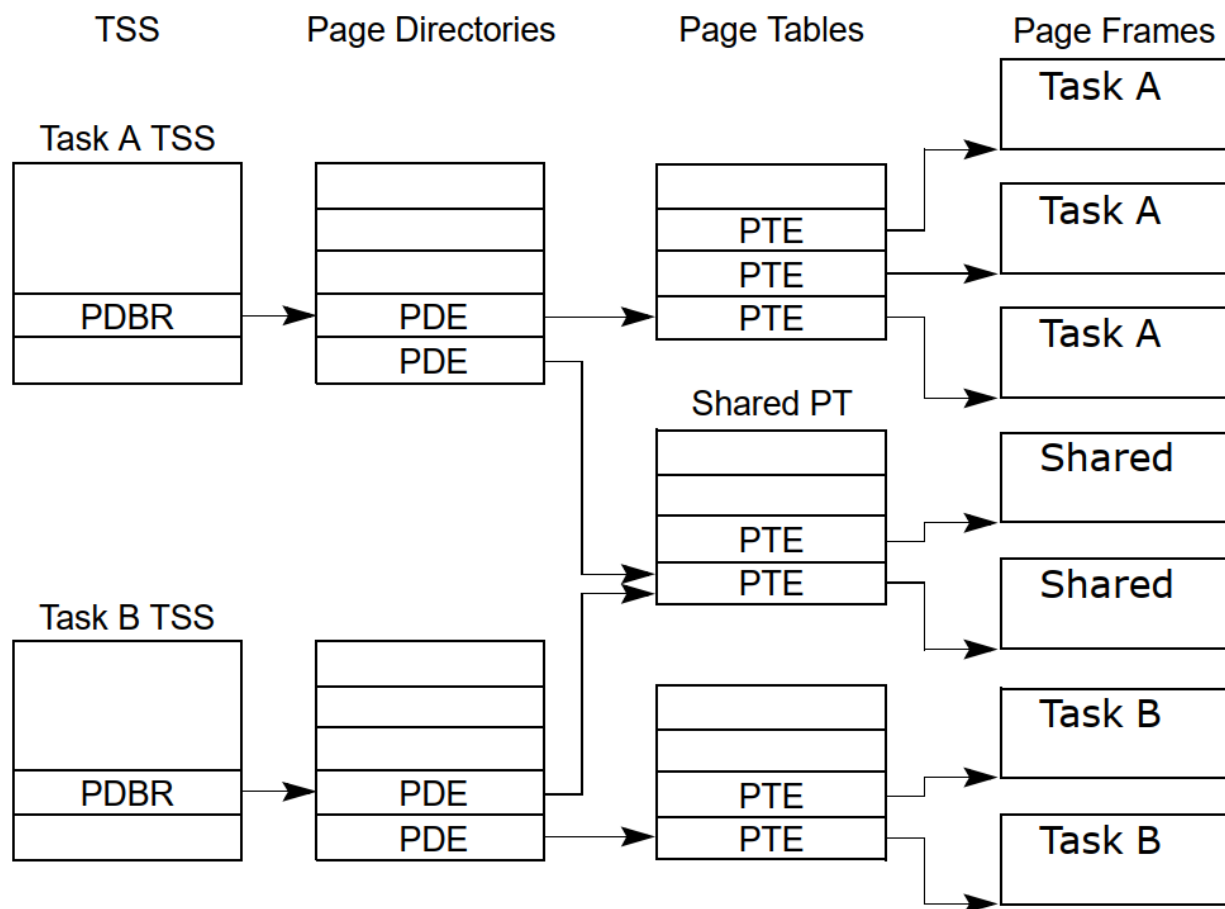 TSS
Page Directories
Page Tables
Page Frames
Task A TSS
PDBR
PDE
PDE
PTE
PTE
PTE
Task A
Task A
Task A
Shared PT
PTE
PTE
Shared
Shared
Task B TSS
PDBR
PDE
PDE
PTE
PTE
Task B
Task B